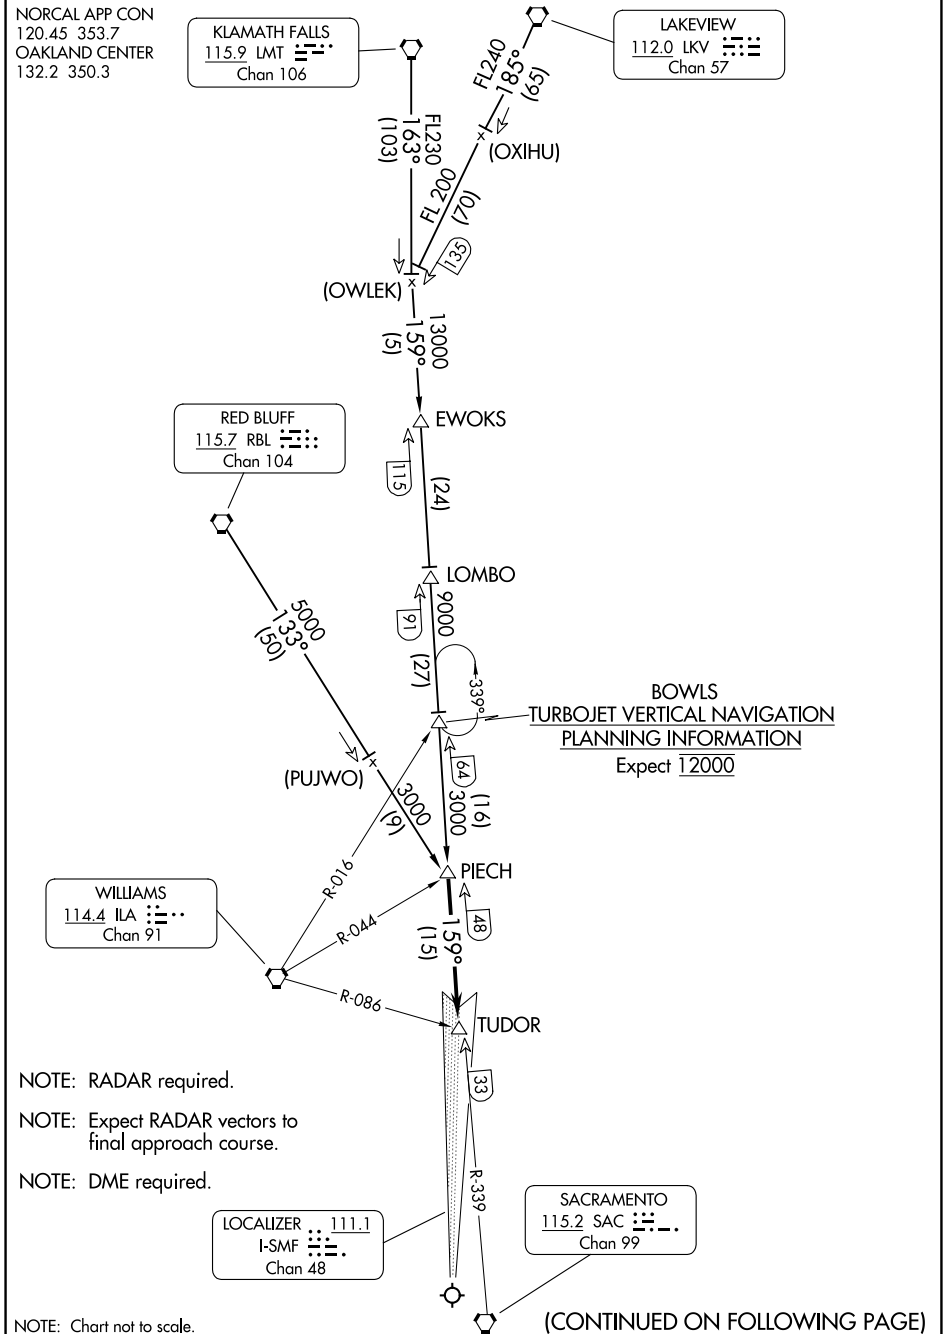 NORCAL APP CON
120.45 353.7
OAKLAND CENTER
132.2 350.3
KLAMATH FALLS
115.9 LMT
Chan 106
LAKEVIEW
112.0 LKV
Chan 57
FL240
185°
(65)
(OXIHU)
FL230
163°
(103)
FL 200
(70)
135
(OWLEK)
13000
159°
(5)
EWOKS
115
(24)
RED BLUFF
115.7 RBL
Chan 104
LOMBO
91
9000
(27)
339°
5000
133°
(50)
BOWLS
TURBOJET VERTICAL NAVIGATION
PLANNING INFORMATION
Expect 12000
64
(16)
3000
(PUJWO)
3000
(9)
PIECH
48
159°
(15)
WILLIAMS
114.4 ILA
Chan 91
R-016
R-044
R-086
TUDOR
33
R-339
NOTE: RADAR required.
NOTE: Expect RADAR vectors to
final approach course.
NOTE: DME required.
LOCALIZER 111.1
I-SMF
Chan 48
SACRAMENTO
115.2 SAC
Chan 99
NOTE: Chart not to scale.
(CONTINUED ON FOLLOWING PAGE)